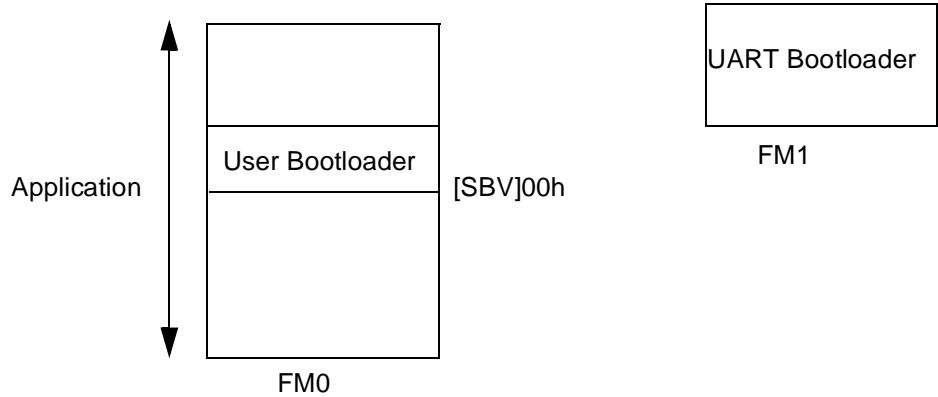 UART Bootloader
User Bootloader
FM1
Application
[SBV]00h
FM0